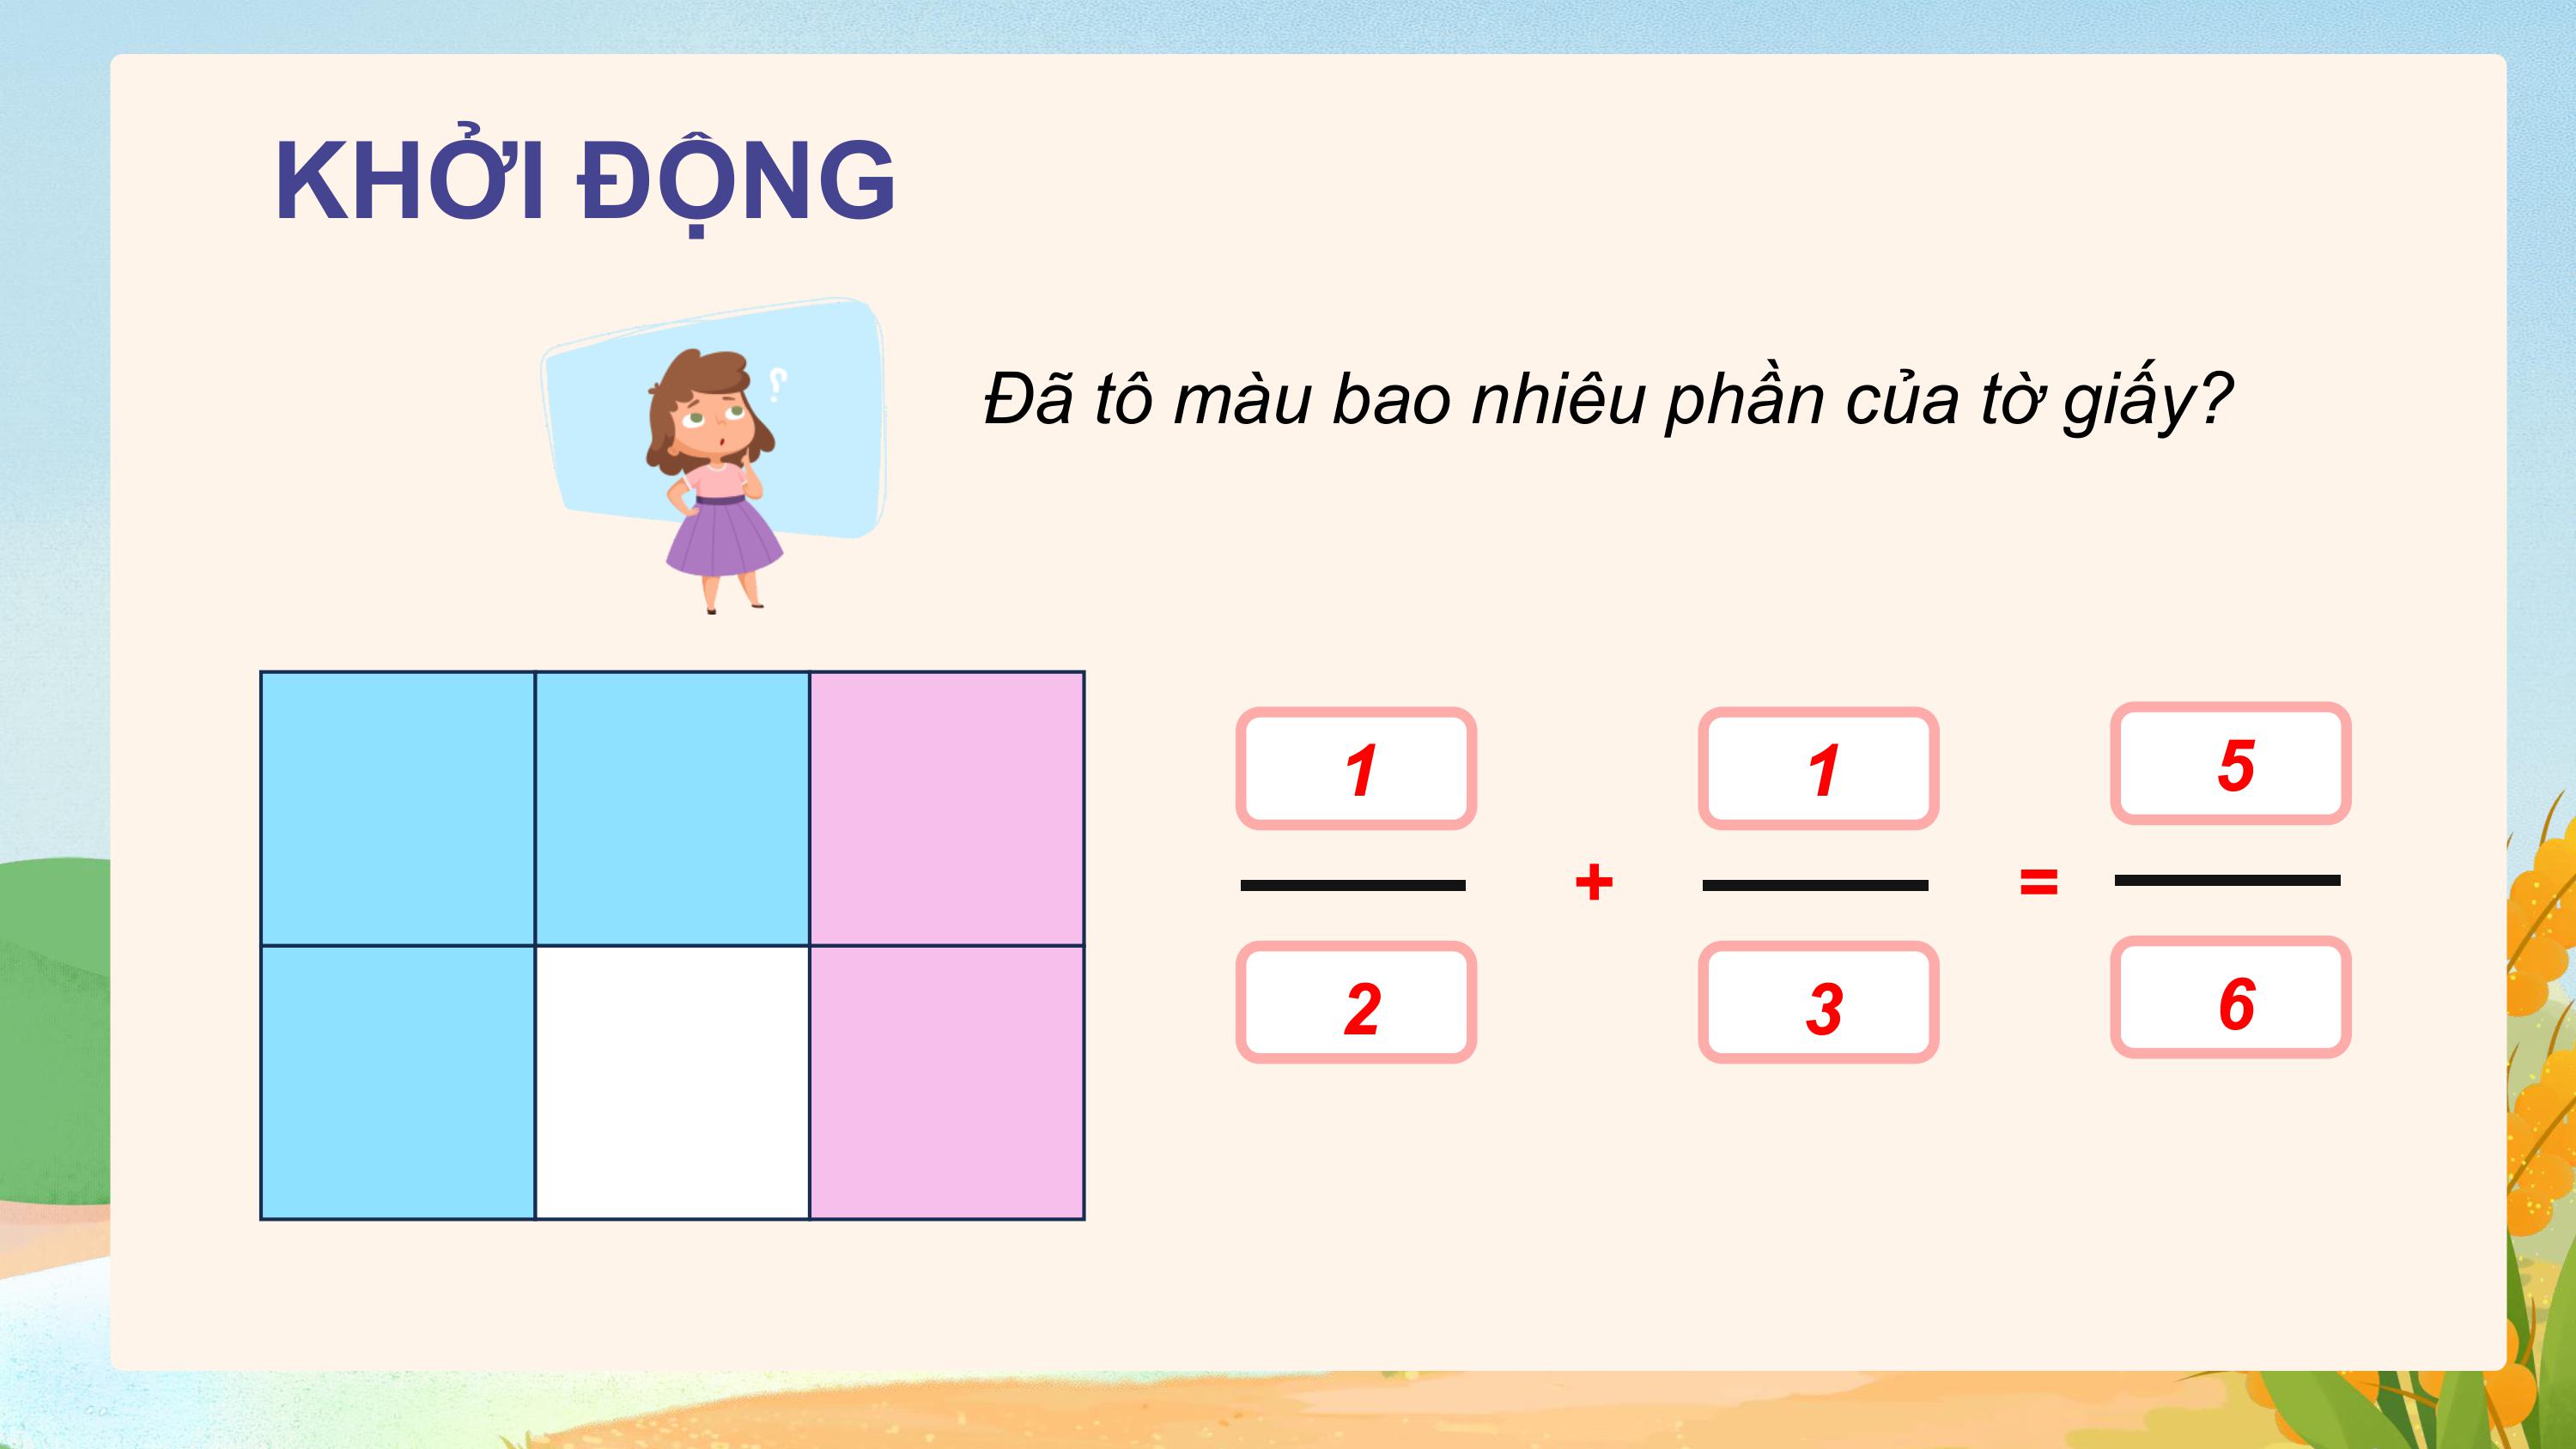 KHỞI ĐỘNG
?
Đã tô màu bao nhiêu phần của tờ giấy?
1 1 5
+ =
2 3 6